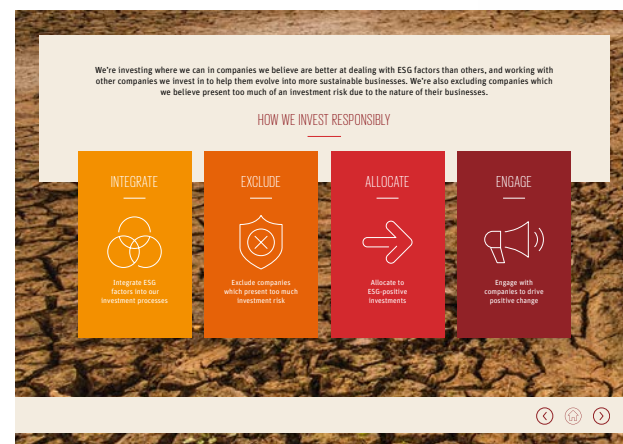 We're investing where we can in companies we believe are better at dealing with ESG factors than others, and working with
other companies we invest in to help them evolve into more sustainable businesses. We're also excluding companies which
we believe present too much of an investment risk due to the nature of their businesses.
HOW WE INVEST RESPONSIBLY
INTEGRATE
Integrate ESG
factors into our
investment processes
EXCLUDE
Exclude companies
which present too much
investment risk
ALLOCATE
Allocate to
ESG-positive
investments
ENGAGE
Engage with
companies to drive
positive change